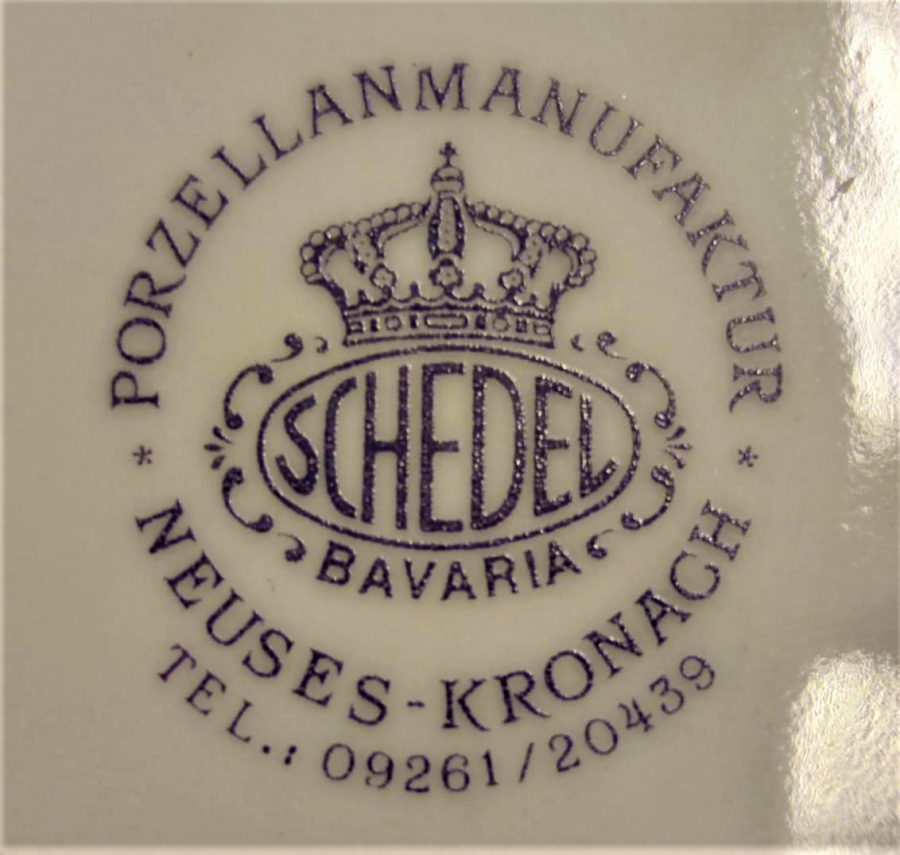 PORZELLANMANUFAKTUR
SCHEDEL
BAVARIA
* NEUSES-KRONACH *
TEL.: 09261/20439